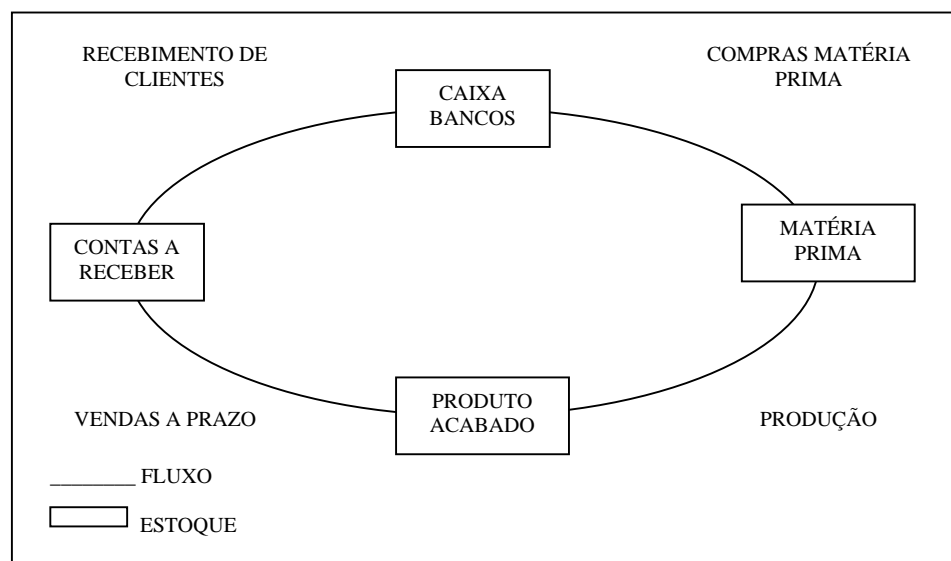 RECEBIMENTO DE
CLIENTES
COMPRAS MATÉRIA
PRIMA
CAIXA
BANCOS
CONTAS A
RECEBER
MATÉRIA
PRIMA
PRODUTO
ACABADO
VENDAS A PRAZO
PRODUÇÃO
________ FLUXO
ESTOQUE